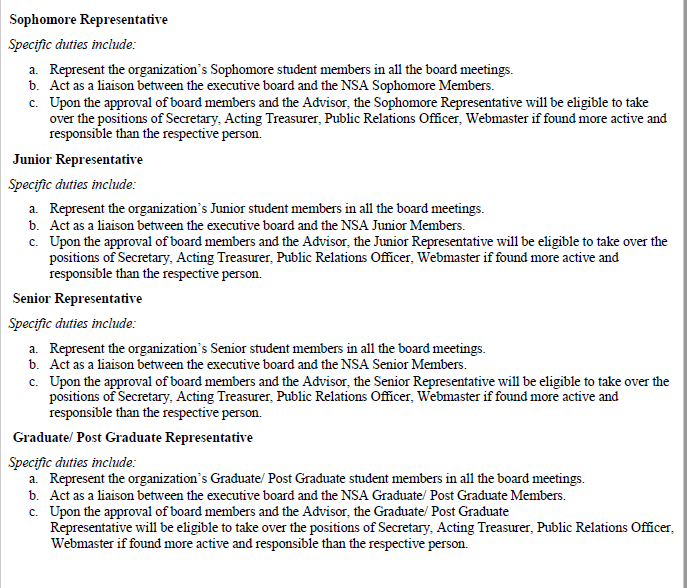 Sophomore Representative
Specific duties include:
a. Represent the organization's Sophomore student members in all the board meetings.
b. Act as a liaison between the executive board and the NSA Sophomore Members.
c. Upon the approval of board members and the Advisor, the Sophomore Representative will be eligible to take
over the positions of Secretary, Acting Treasurer, Public Relations Officer, Webmaster if found more active and
responsible than the respective person.
Junior Representative
Specific duties include:
a. Represent the organization's Junior student members in all the board meetings.
b. Act as a liaison between the executive board and the NSA Junior Members.
c. Upon the approval of board members and the Advisor, the Junior Representative will be eligible to take over the
positions of Secretary, Acting Treasurer, Public Relations Officer, Webmaster if found more active and
responsible than the respective person.
Senior Representative
Specific duties include:
a. Represent the organization's Senior student members in all the board meetings.
b. Act as a liaison between the executive board and the NSA Senior Members.
c. Upon the approval of board members and the Advisor, the Senior Representative will be eligible to take over the
positions of Secretary, Acting Treasurer, Public Relations Officer, Webmaster if found more active and
responsible than the respective person.
Graduate/ Post Graduate Representative
Specific duties include:
a. Represent the organization's Graduate/ Post Graduate student members in all the board meetings.
b. Act as a liaison between the executive board and the NSA Graduate/ Post Graduate Members.
c. Upon the approval of board members and the Advisor, the Graduate/ Post Graduate
Representative will be eligible to take over the positions of Secretary, Acting Treasurer, Public Relations Officer,
Webmaster if found more active and responsible than the respective person.